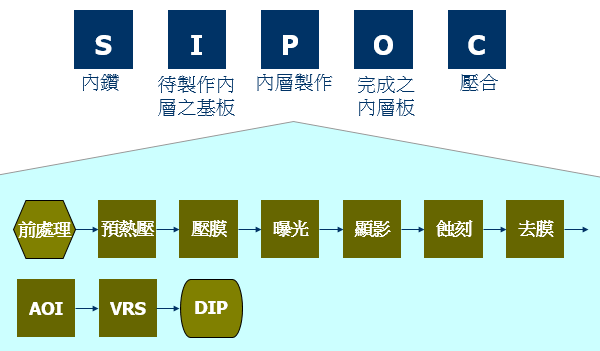 S I P O C
內鑽 待製作內層之基板 內層製作 完成之內層板 壓合
前處理 預熱壓 壓膜 曝光 顯影 蝕刻 去膜
AOI VRS DIP